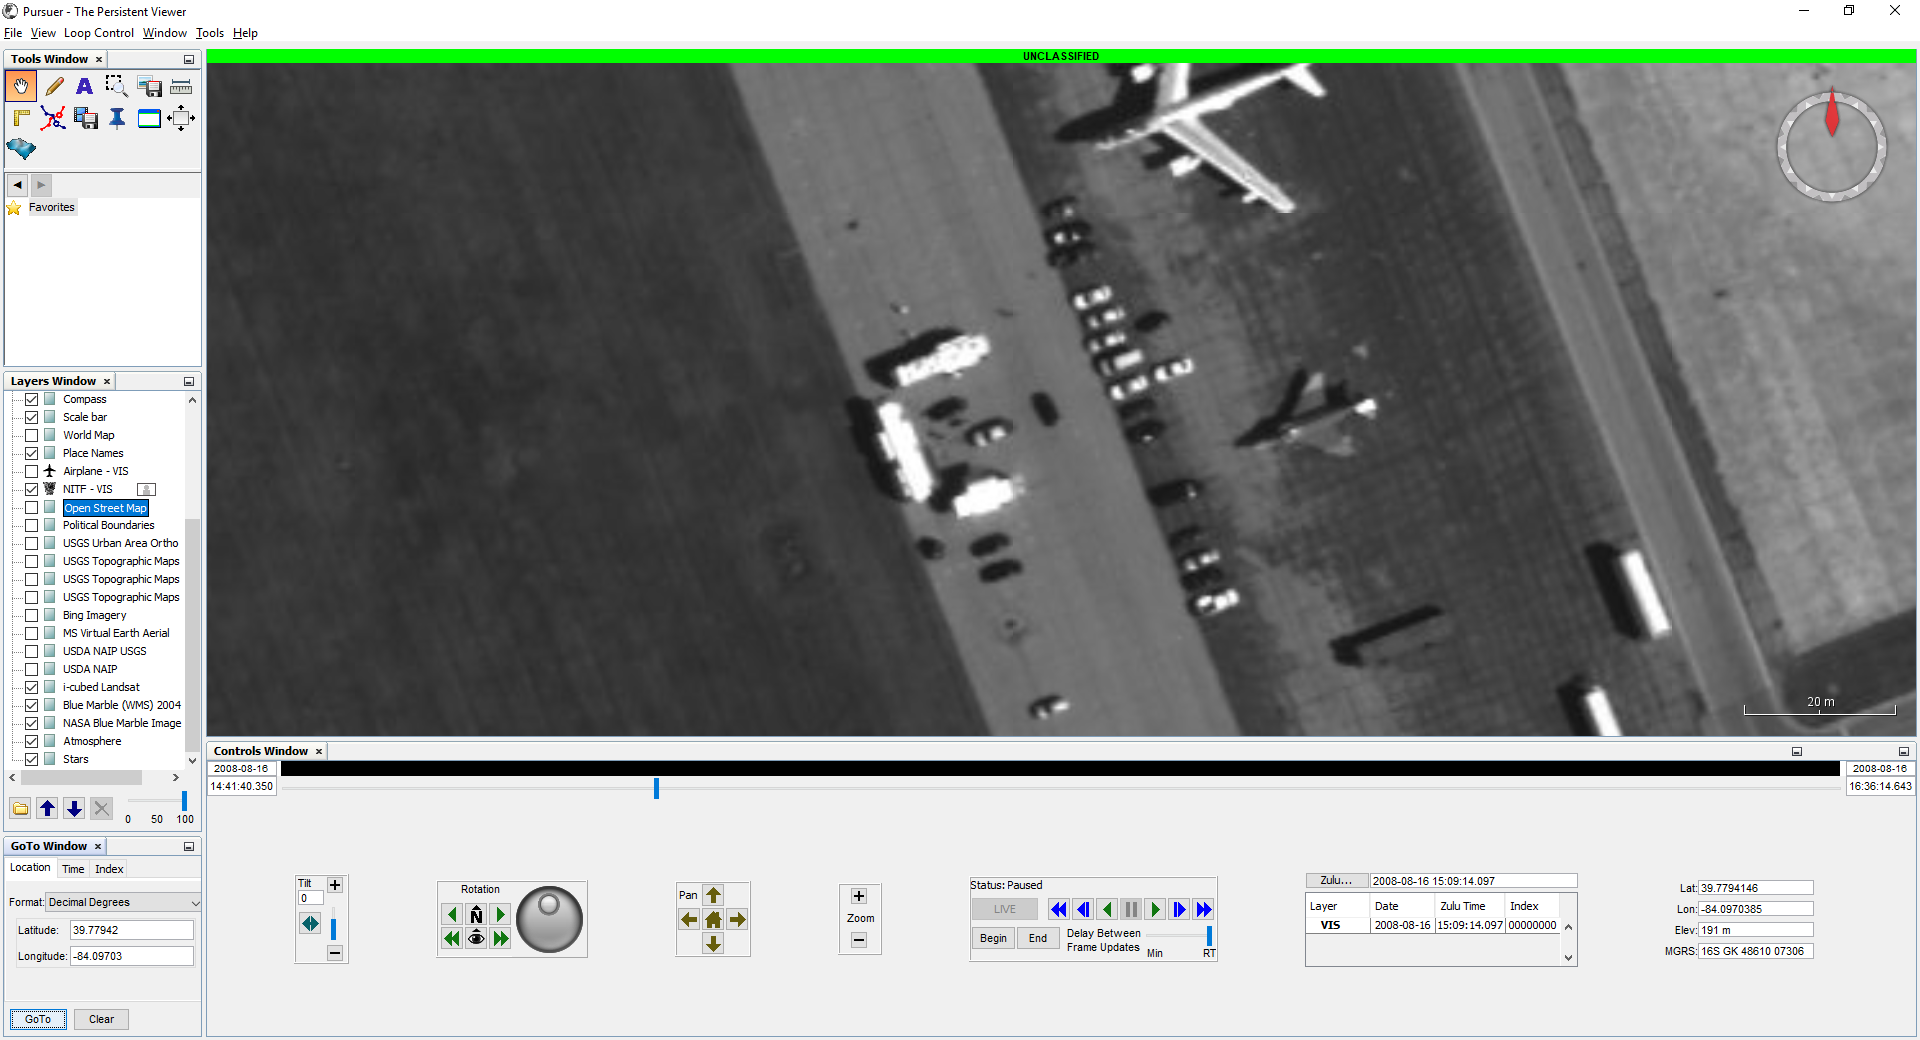 Pursuer - The Persistent Viewer
File View Loop Control Window Tools Help
Tools Window
UNCLASSIFIED
A
Favorites
Layers Window
Compass
Scale bar
World Map
Place Names
Airplane - VIS
NITF - VIS
Open Street Map
Political Boundaries
USGS Urban Area Ortho
USGS Topographic Maps
USGS Topographic Maps
USGS Topographic Maps
Bing Imagery
MS Virtual Earth Aerial
USDA NAIP USGS
USDA NAIP
i-cubed Landsat
Blue Marble (WMS) 2004
NASA Blue Marble Image
Atmosphere
Stars
0 50 100
20 m
GoTo Window
Location Time Index
Format: Decimal Degrees
Latitude: 39.77942
Longitude: -84.09703
GoTo Clear
Controls Window
2008-08-16
14:41:40.350
2008-08-16
16:36:14.643
Tilt
0
Rotation
N
Pan
Zoom
Status: Paused
LIVE
Begin End Delay Between Frame Updates Min RT
Zulu... 2008-08-16 15:09:14.097
Layer Date Zulu Time Index
VIS 2008-08-16 15:09:14.097 00000000
Lat: 39.7794146
Lon: -84.0970385
Elev: 191 m
MGRS: 16S GK 48610 07306